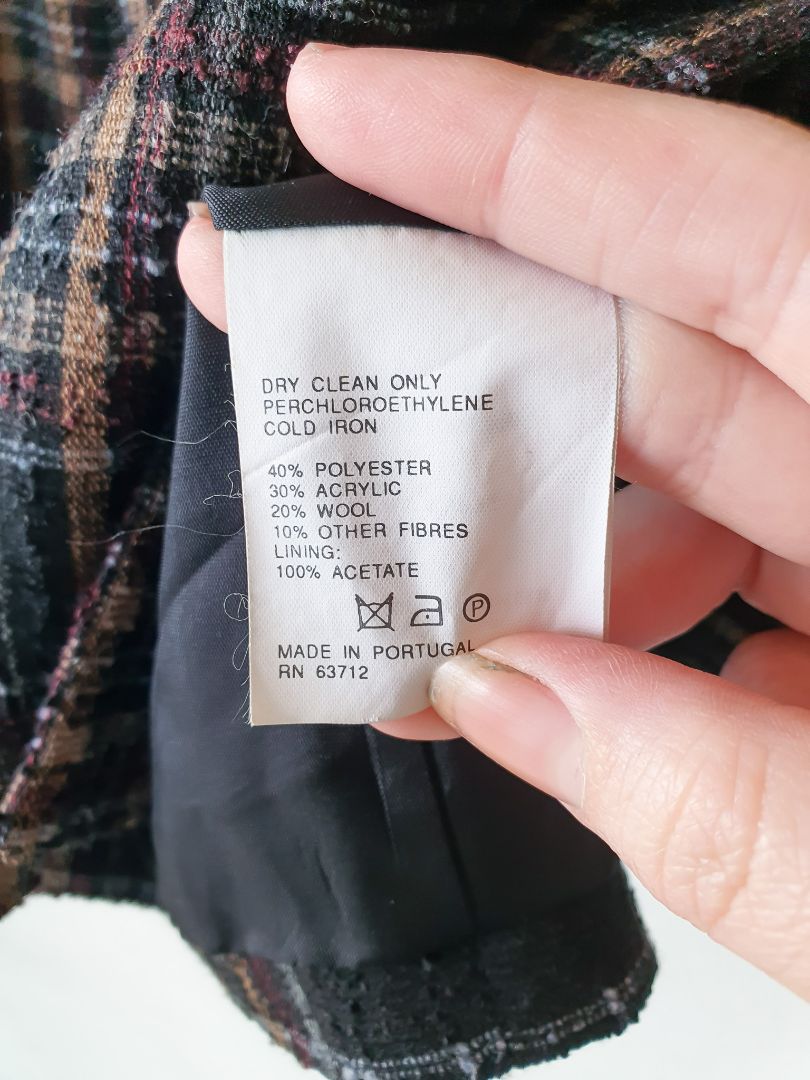 DRY CLEAN ONLY
PERCHLOROETHYLENE
COLD IRON
40% POLYESTER
30% ACRYLIC
20% WOOL
10% OTHER FIBRES
LINING:
100% ACETATE
P
MADE IN PORTUGAL
RN 63712